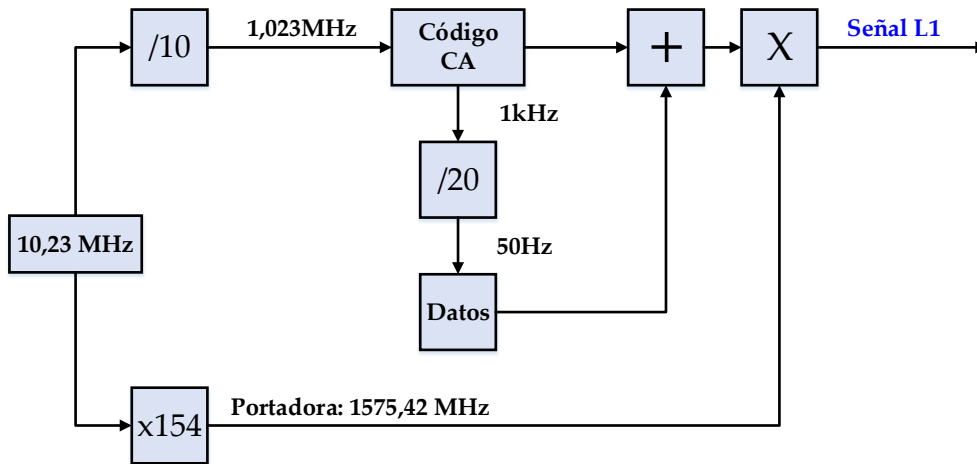 /10
1,023MHz
Código
CA
+
X
Señal L1
1kHz
/20
10,23 MHz
50Hz
Datos
x154
Portadora: 1575,42 MHz